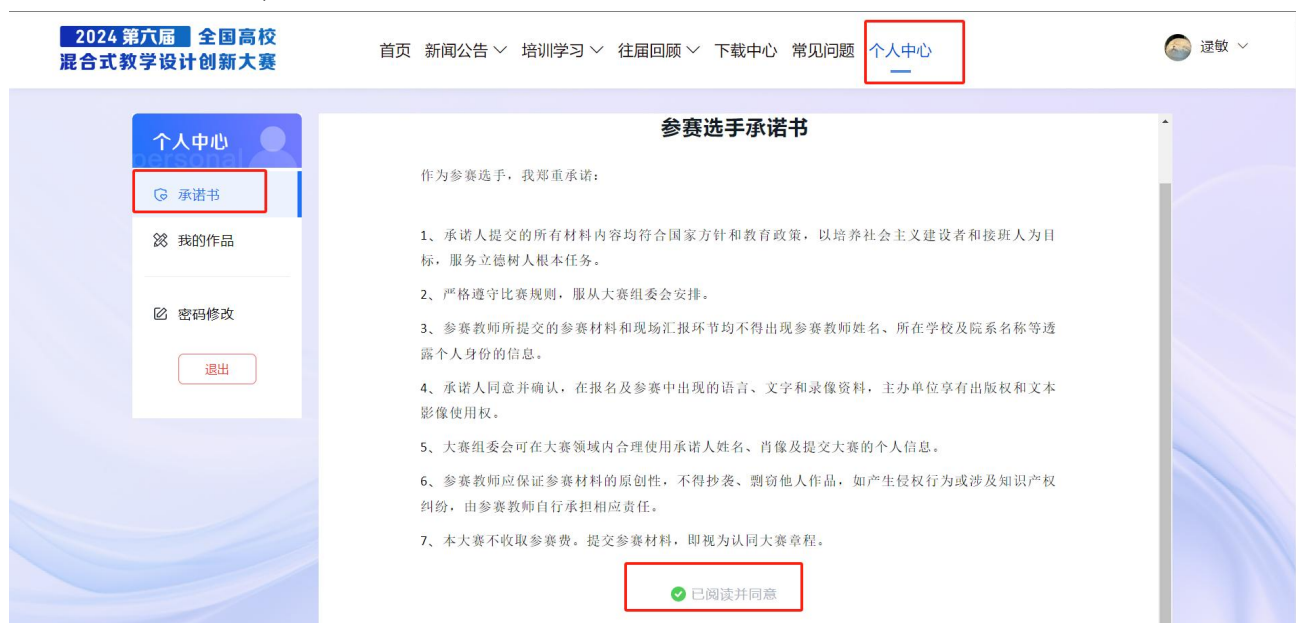 2024 第六届 全国高校
混合式教学设计创新大赛
首页 新闻公告 培训学习 往届回顾 下载中心 常见问题 个人中心
逯敏
个人中心
personal
承诺书
我的作品
密码修改
退出
参赛选手承诺书
作为参赛选手，我郑重承诺：
1、承诺人提交的所有材料内容均符合国家方针和教育政策，以培养社会主义建设者和接班人为目
标，服务立德树人根本任务。
2、严格遵守比赛规则，服从大赛组委会安排。
3、参赛教师所提交的参赛材料和现场汇报环节均不得出现参赛教师姓名、所在学校及院系名称等透
露个人身份的信息。
4、承诺人同意并确认，在报名及参赛中出现的语言、文字和录像资料，主办单位享有出版权和文本
影像使用权。
5、大赛组委会可在大赛领域内合理使用承诺人姓名、肖像及提交大赛的个人信息。
6、参赛教师应保证参赛材料的原创性，不得抄袭、剽窃他人作品，如产生侵权行为或涉及知识产权
纠纷，由参赛教师自行承担相应责任。
7、本大赛不收取参赛费。提交参赛材料，即视为认同大赛章程。
已阅读并同意